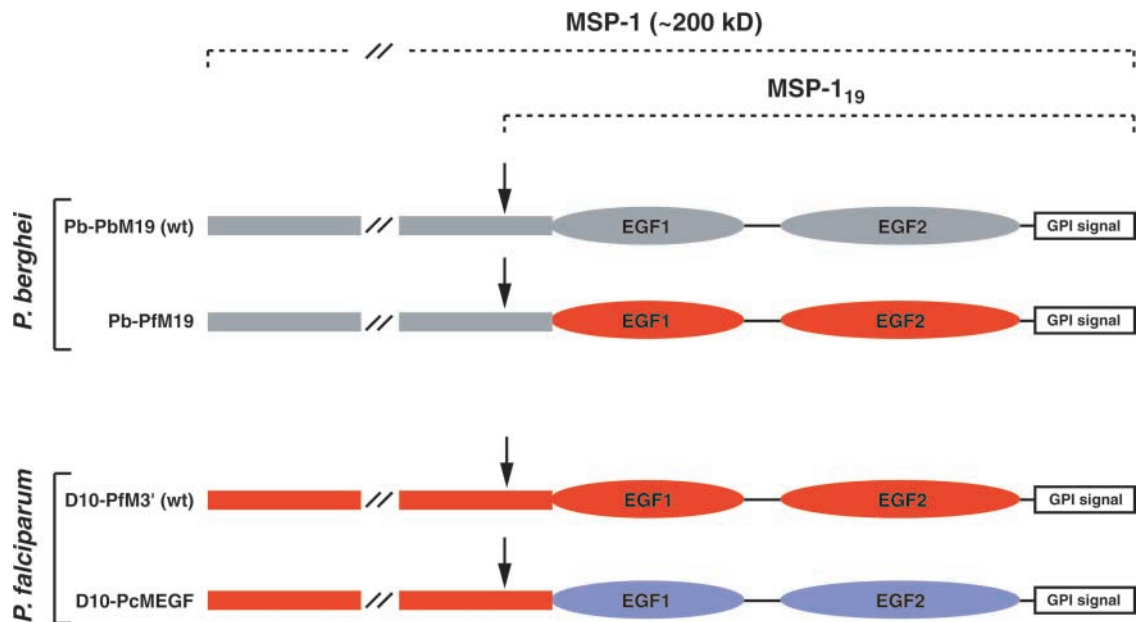 MSP-1 (~200 kD)
MSP-1₁₉
P. berghei
Pb-PbM19 (wt)
EGF1
EGF2
GPI signal
Pb-PfM19
EGF1
EGF2
GPI signal
P. falciparum
D10-PfM3' (wt)
EGF1
EGF2
GPI signal
D10-PcMEGF
EGF1
EGF2
GPI signal